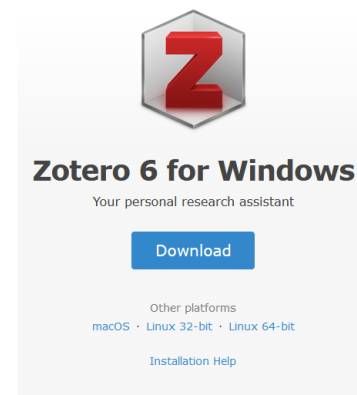 Z
Zotero 6 for Windows
Your personal research assistant
Download
Other platforms
macOS · Linux 32-bit · Linux 64-bit
Installation Help